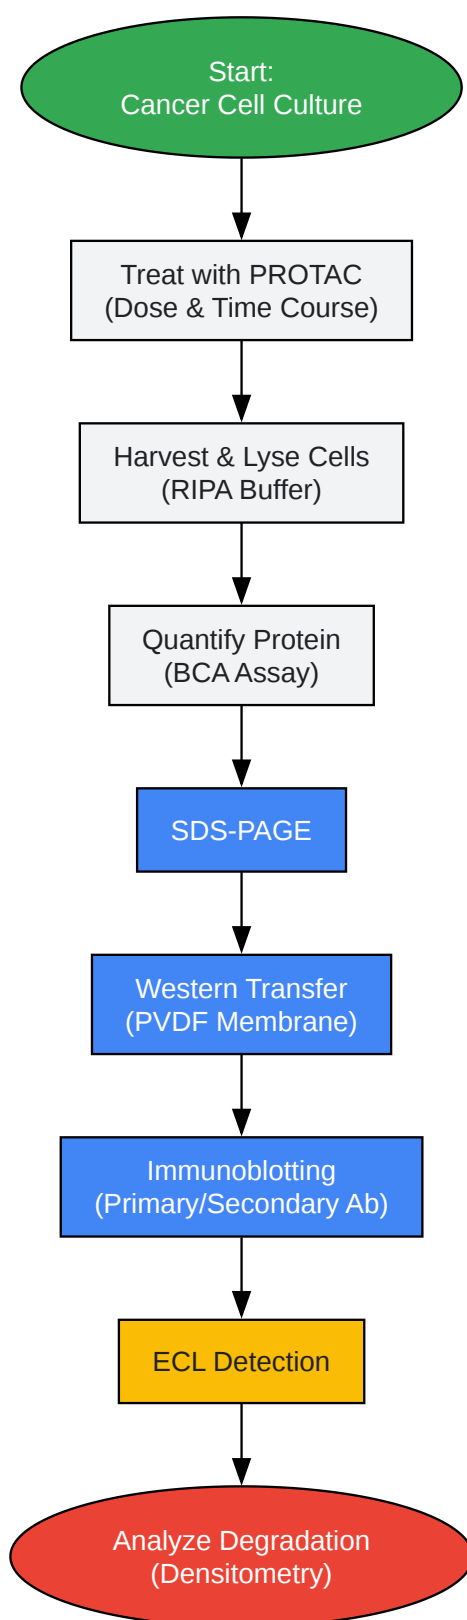 Start:
Cancer Cell Culture
Treat with PROTAC
(Dose & Time Course)
Harvest & Lyse Cells
(RIPA Buffer)
Quantify Protein
(BCA Assay)
SDS-PAGE
Western Transfer
(PVDF Membrane)
Immunoblotting
(Primary/Secondary Ab)
ECL Detection
Analyze Degradation
(Densitometry)